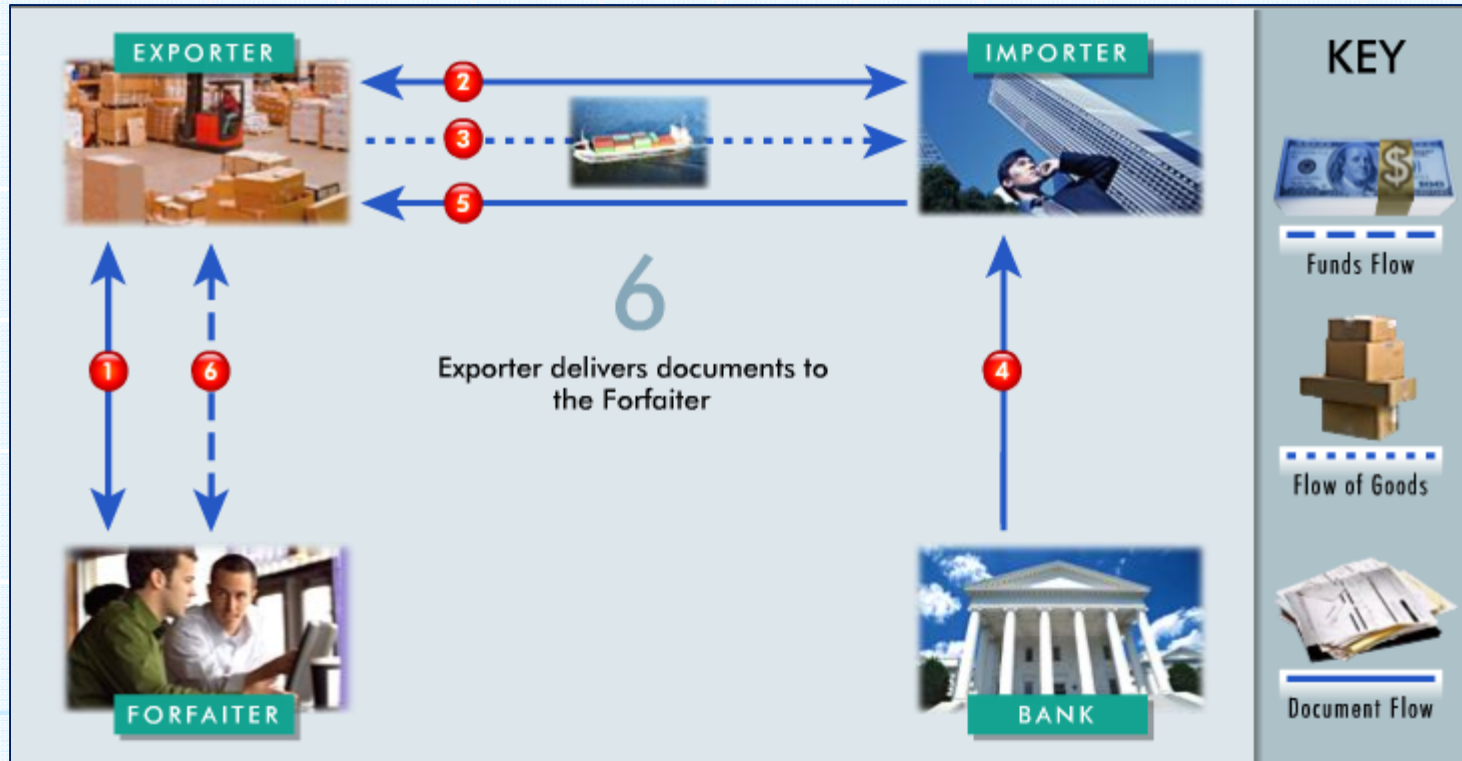 EXPORTER
IMPORTER
KEY
2
3
5
$
100
Funds Flow
6
Exporter delivers documents to
the Forfaiter
1
6
4
Flow of Goods
FORFAITER
BANK
Document Flow